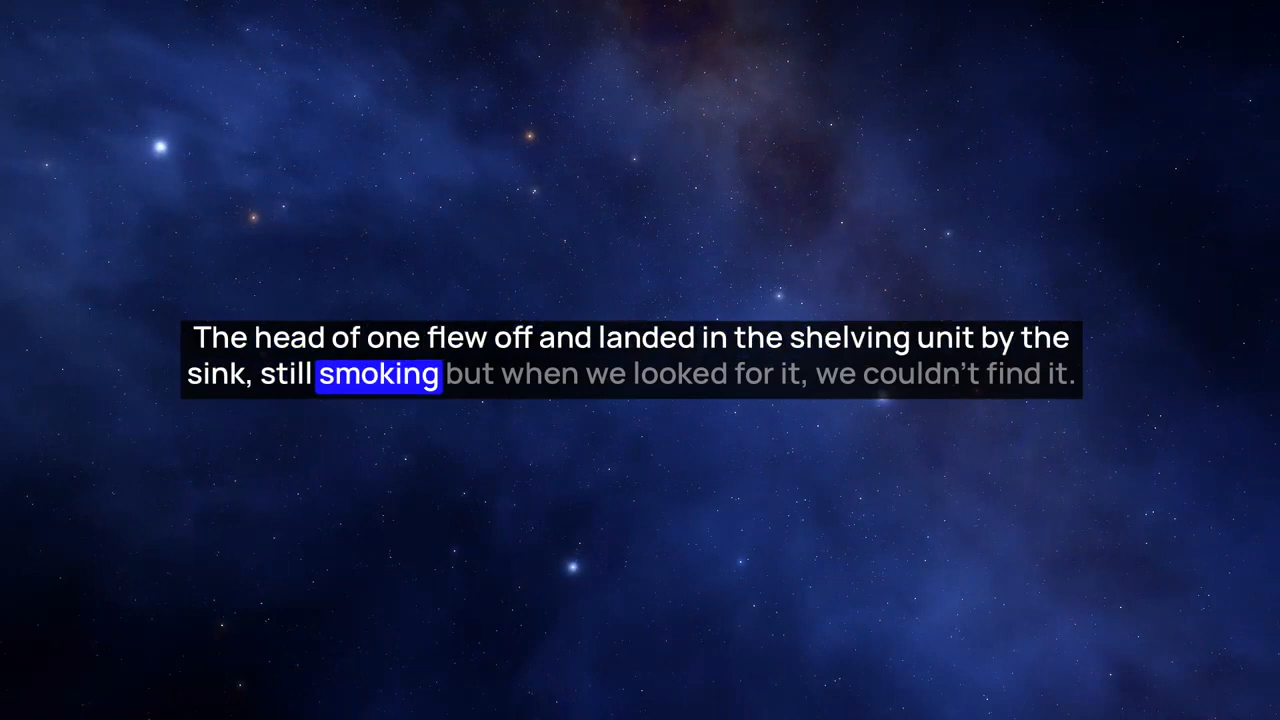 The head of one flew off and landed in the shelving unit by the
sink, still smoking but when we looked for it, we couldn't find it.